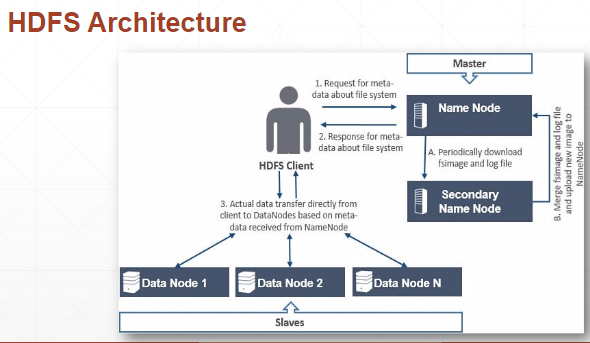 HDFS Architecture
Master
1. Request for meta-
data about file system
Name Node
2. Response for meta-
data about file system
HDFS Client
A. Periodically download
fsimage and log file
B. Merge fsimage and log file
and upload new image to
NameNode
Secondary
Name Node
3. Actual data transfer directly from
client to DataNodes based on meta-
data received from NameNode
Data Node 1
Data Node 2
Data Node N
Slaves